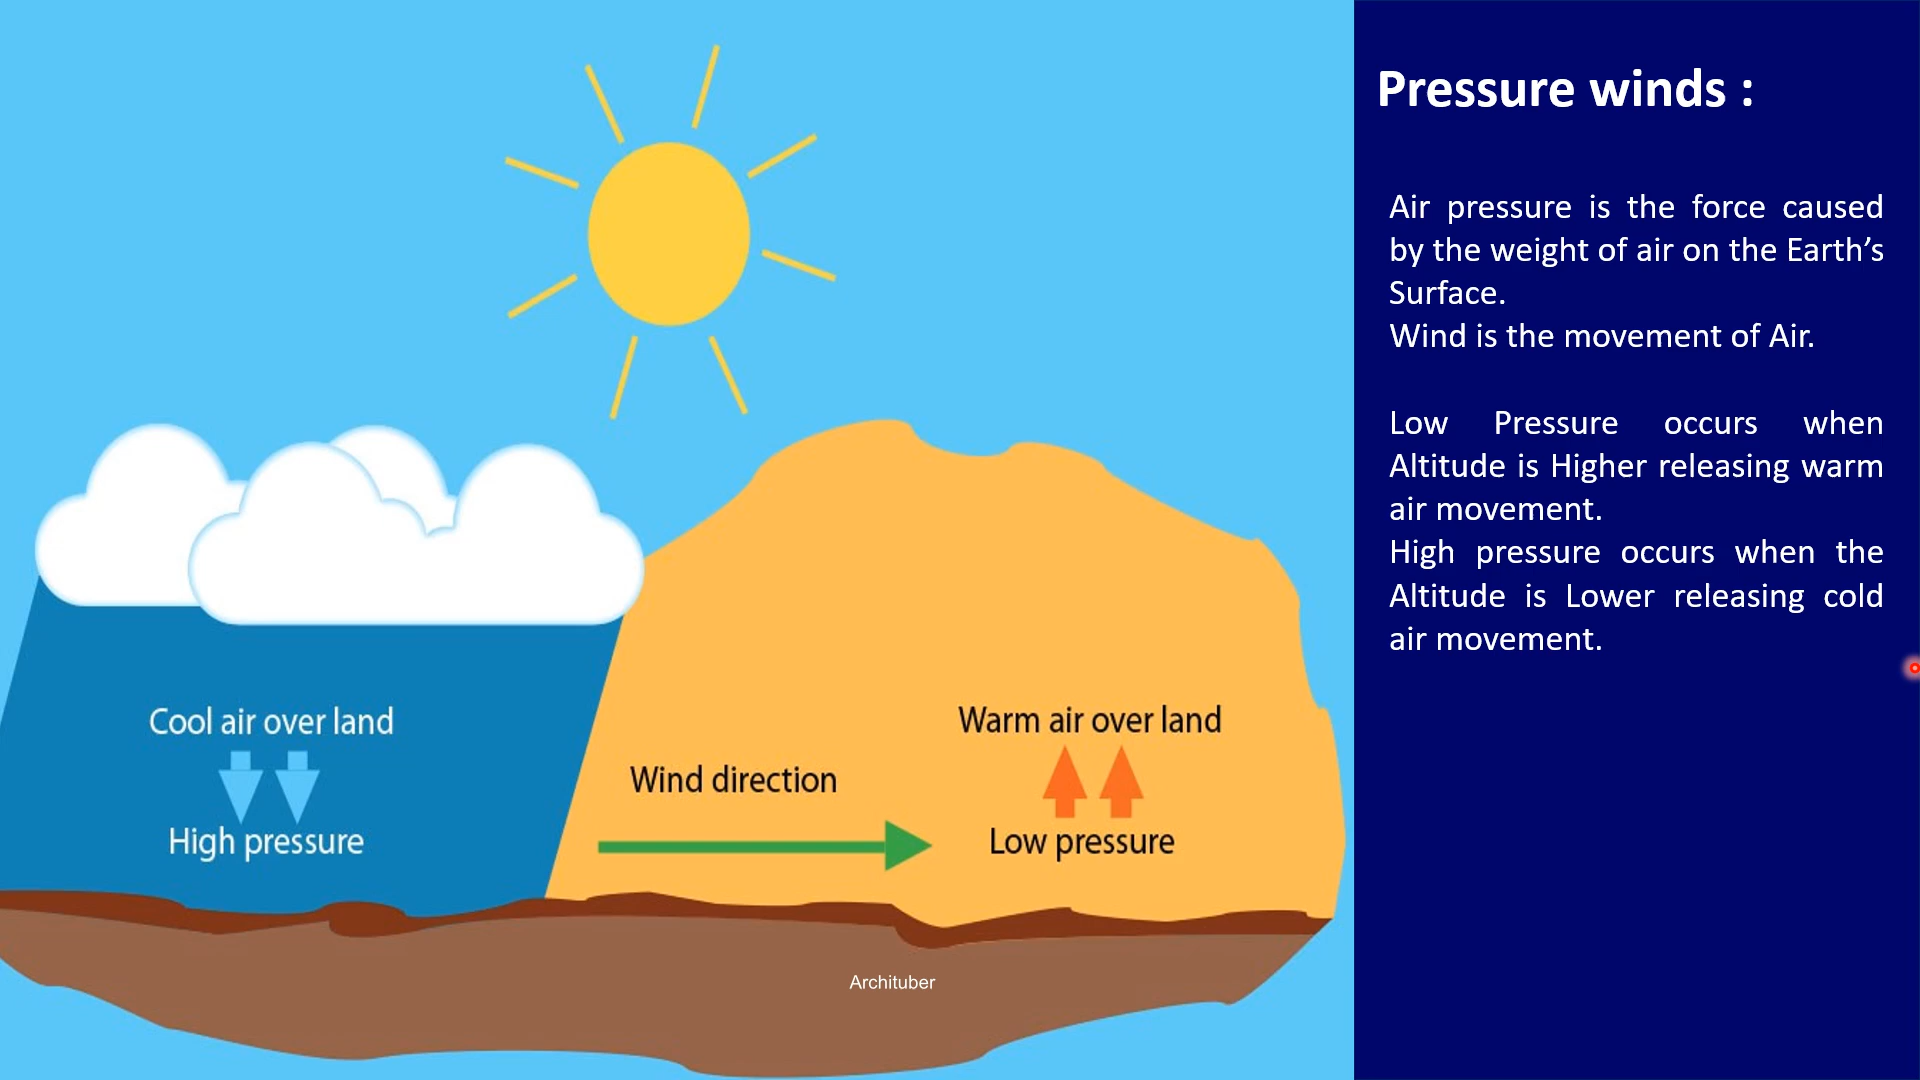 Pressure winds :
Air pressure is the force caused
by the weight of air on the Earth’s
Surface.
Wind is the movement of Air.
Low Pressure occurs when
Altitude is Higher releasing warm
air movement.
High pressure occurs when the
Altitude is Lower releasing cold
air movement.
Cool air over land
High pressure
Wind direction
Warm air over land
Low pressure
Archituber